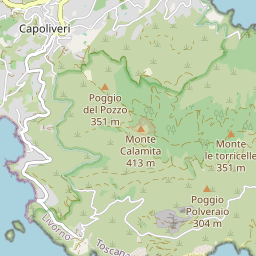 Capoliveri
Poggio
del Pozzo
351 m
Monte
Calamita
413 m
Monte
le torricelle
351 m
Poggio
Polveraio
304 m
Livorno
Toscan